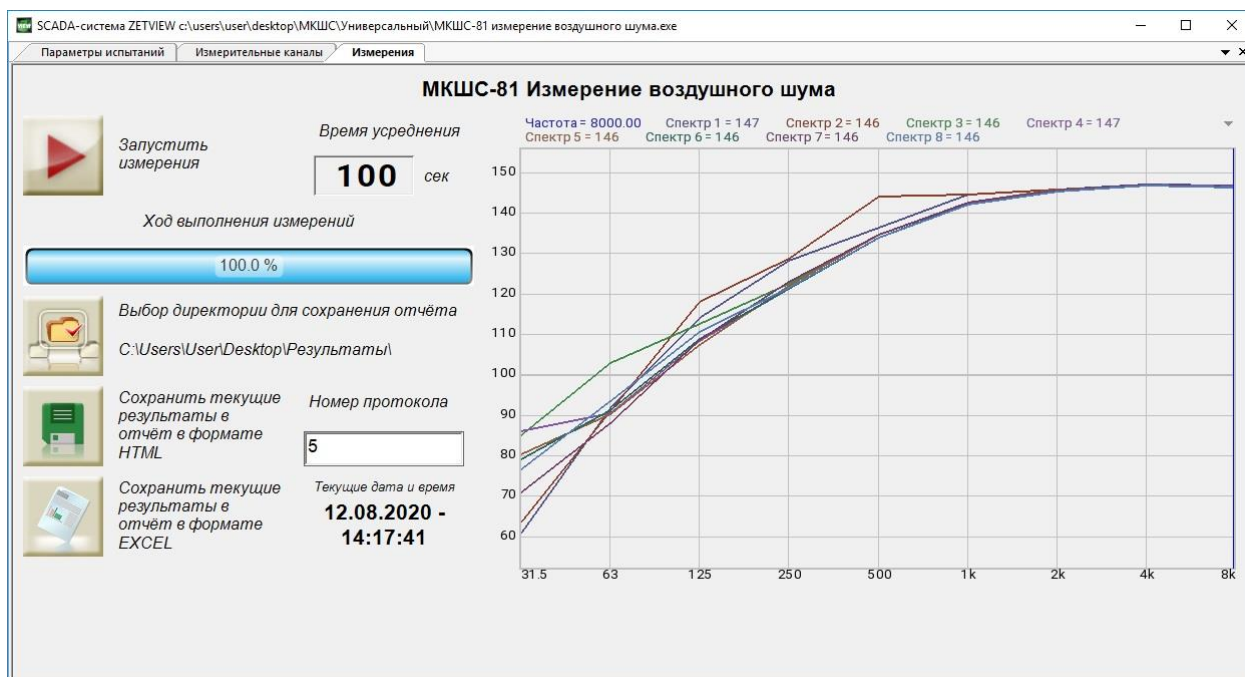 SCADA-система ZETVIEW c:\users\user\desktop\МКШС\Универсальный\МКШС-81 измерение воздушного шума.exe
Параметры испытаний
Измерительные каналы
Измерения
МКШС-81 Измерение воздушного шума
Запустить
измерения
Время усреднения
100 сек
Ход выполнения измерений
100.0 %
Выбор директории для сохранения отчёта
C:\Users\User\Desktop\Результаты\
Сохранить текущие
результаты в
отчёт в формате
HTML
Номер протокола
5
Сохранить текущие
результаты в
отчёт в формате
EXCEL
Текущие дата и время
12.08.2020 -
14:17:41
Частота = 8000.00 Спектр 1 = 147 Спектр 2 = 146 Спектр 3 = 146 Спектр 4 = 147
Спектр 5 = 146 Спектр 6 = 146 Спектр 7 = 146 Спектр 8 = 146
150
140
130
120
110
100
90
80
70
60
31.5 63 125 250 500 1k 2k 4k 8k